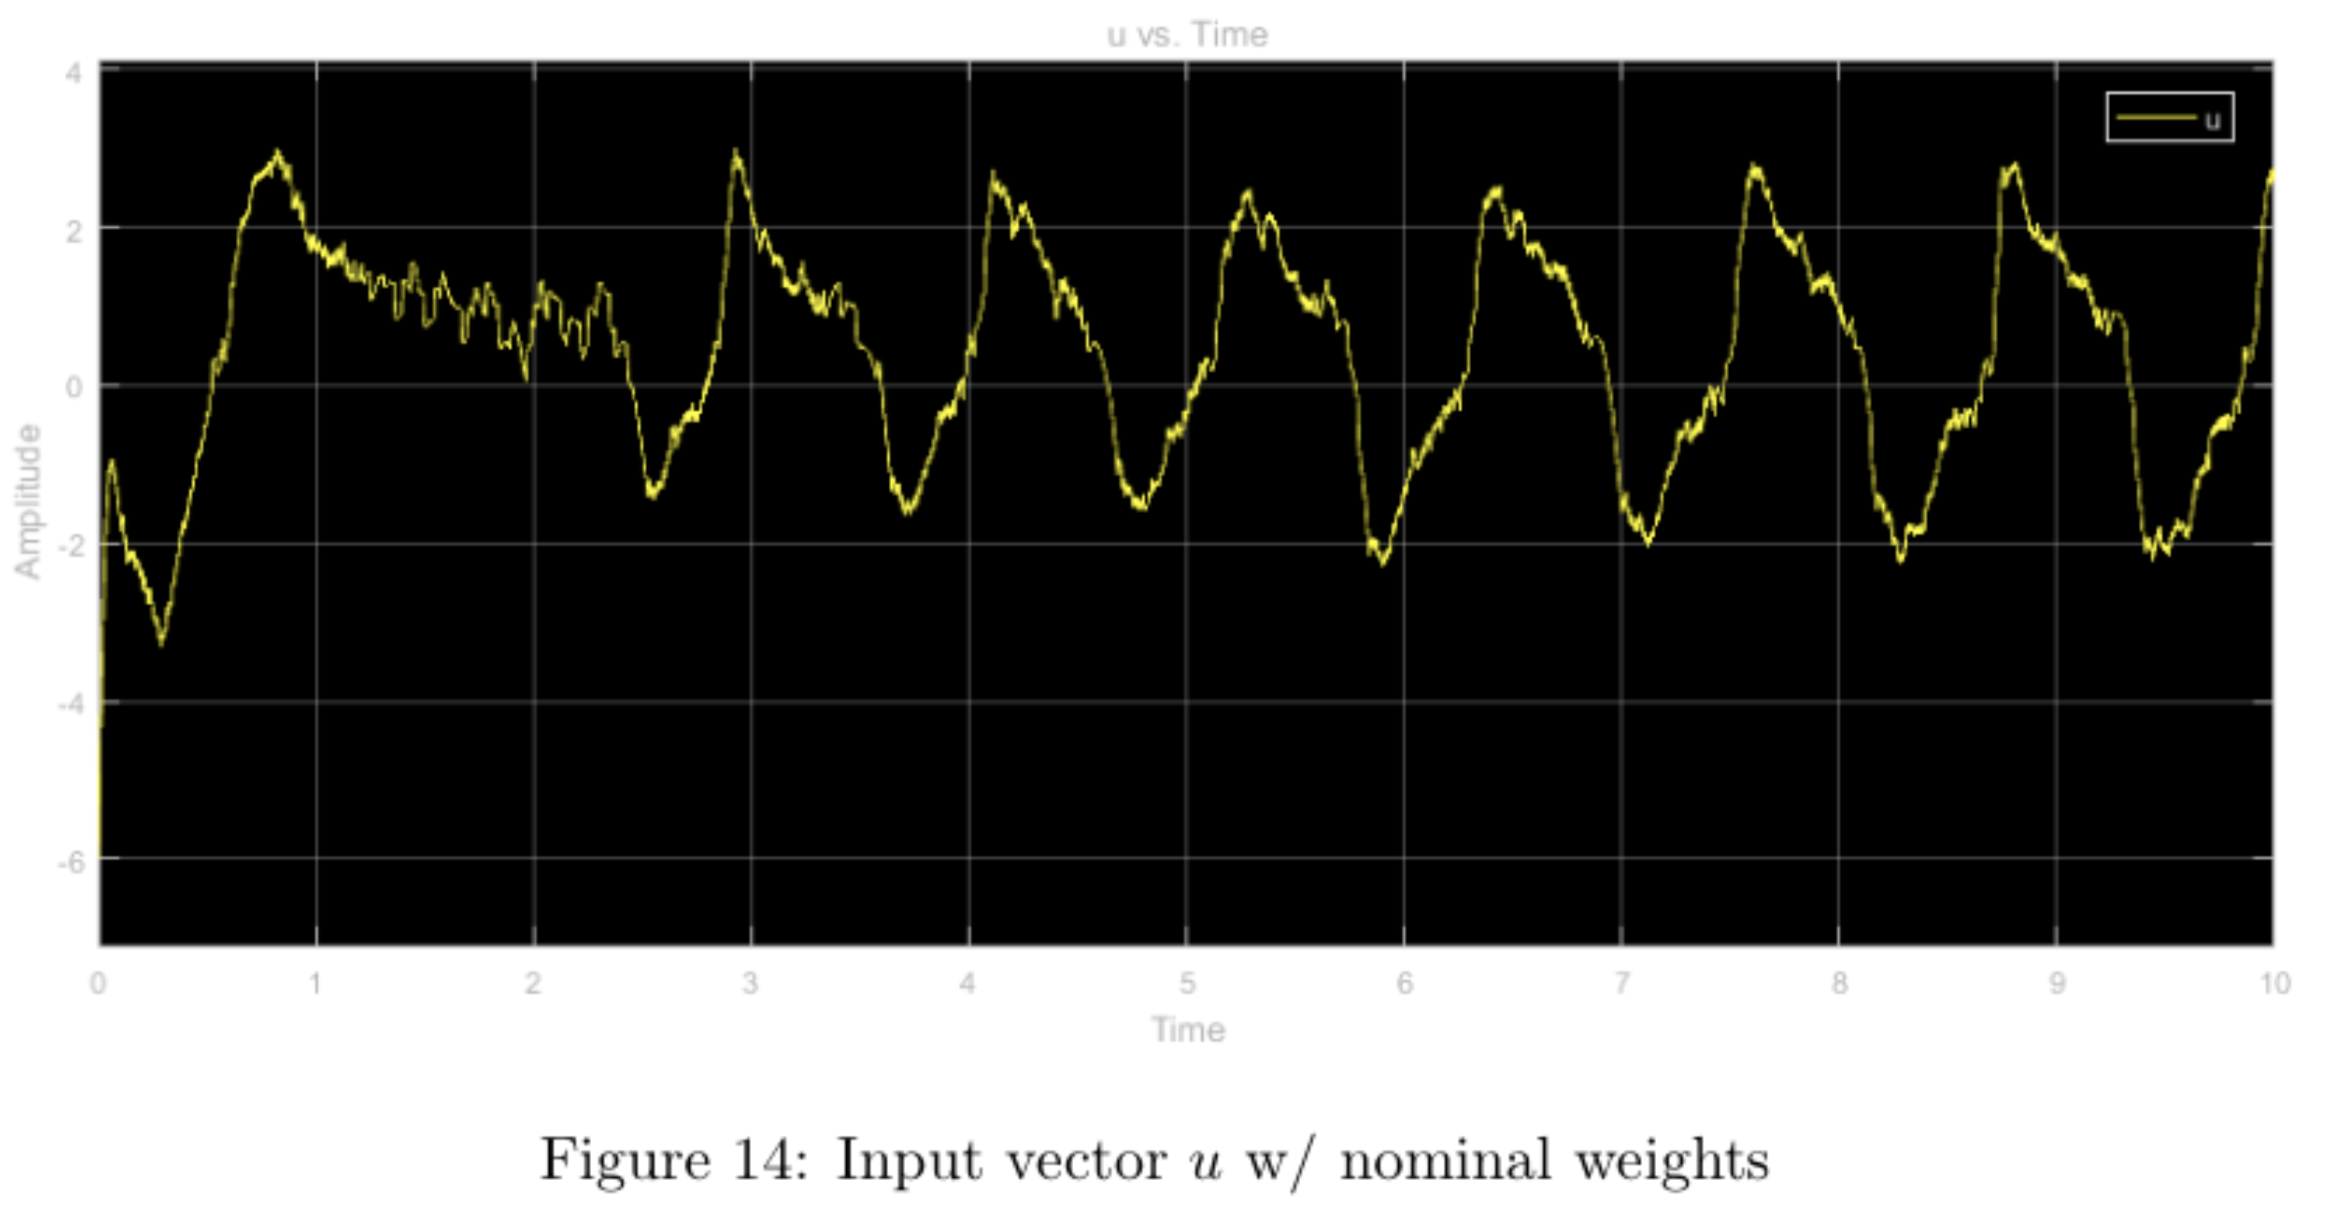 u vs. Time
4
2
0
-2
-4
-6
Amplitude
u
0 1 2 3 4 5 6 7 8 9 10
Time
Figure 14: Input vector u w/ nominal weights